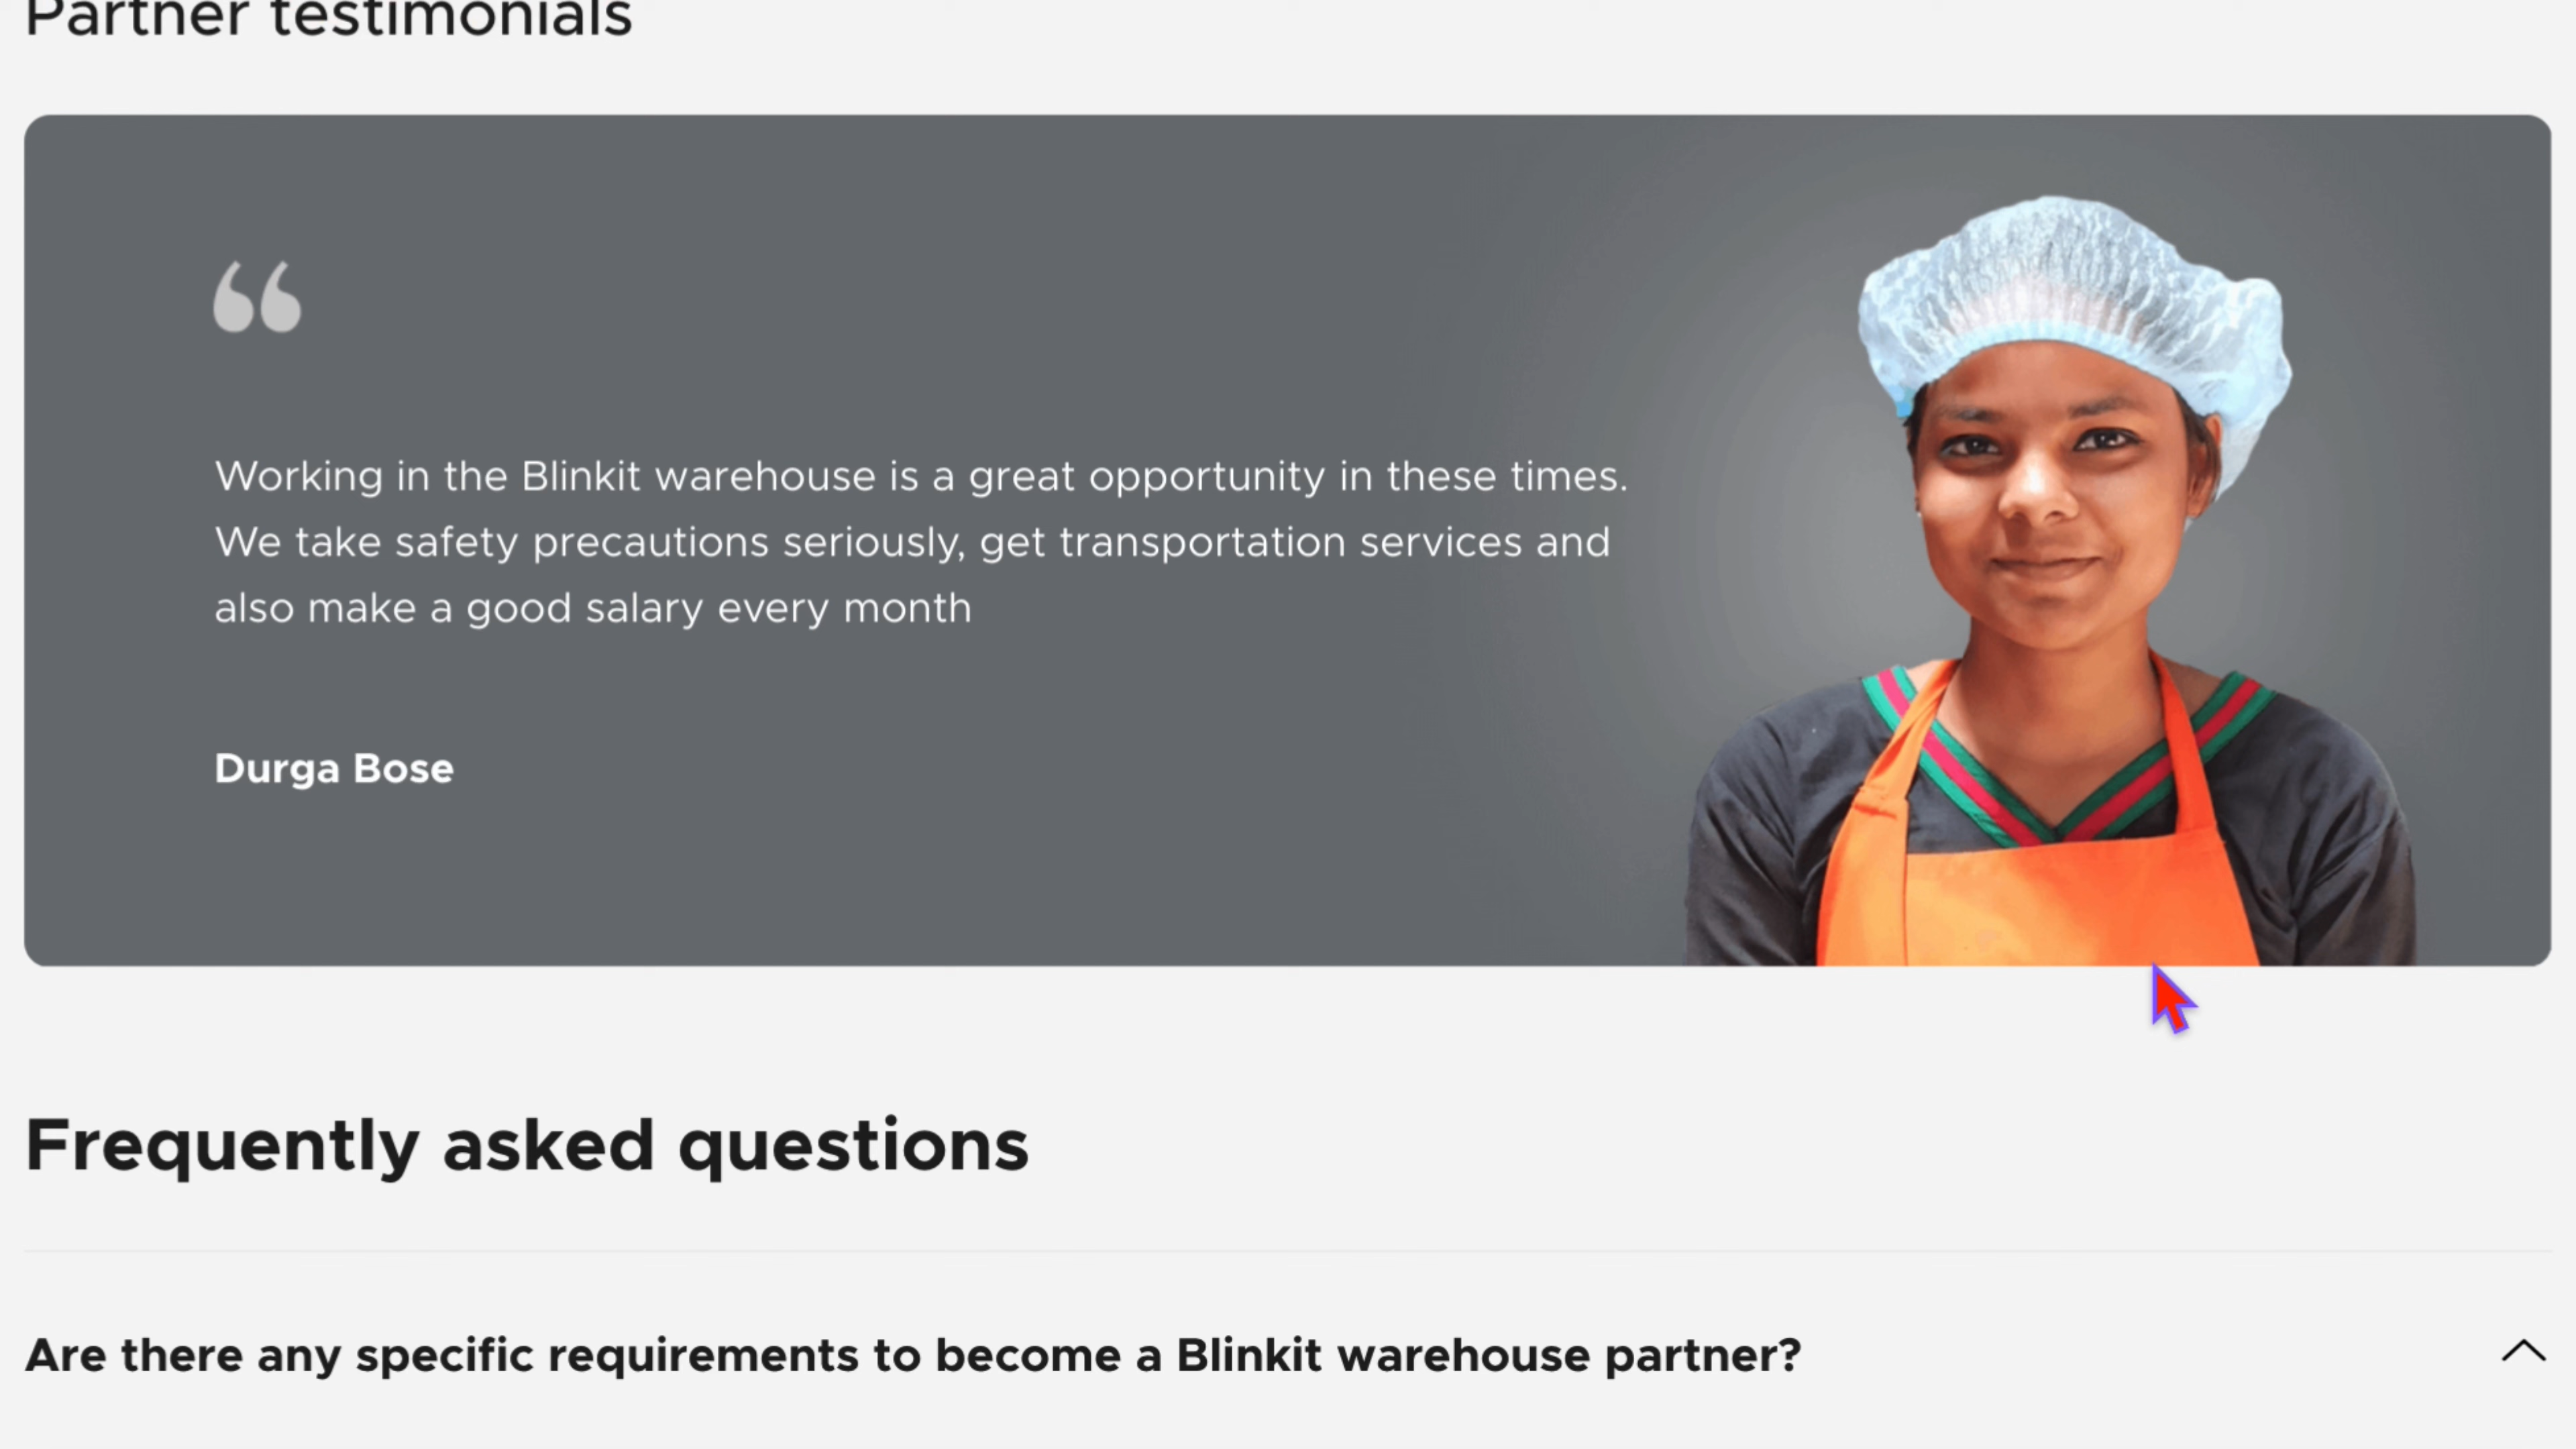 Partner testimonials
“
Working in the Blinkit warehouse is a great opportunity in these times.
We take safety precautions seriously, get transportation services and
also make a good salary every month
Durga Bose
Frequently asked questions
Are there any specific requirements to become a Blinkit warehouse partner?